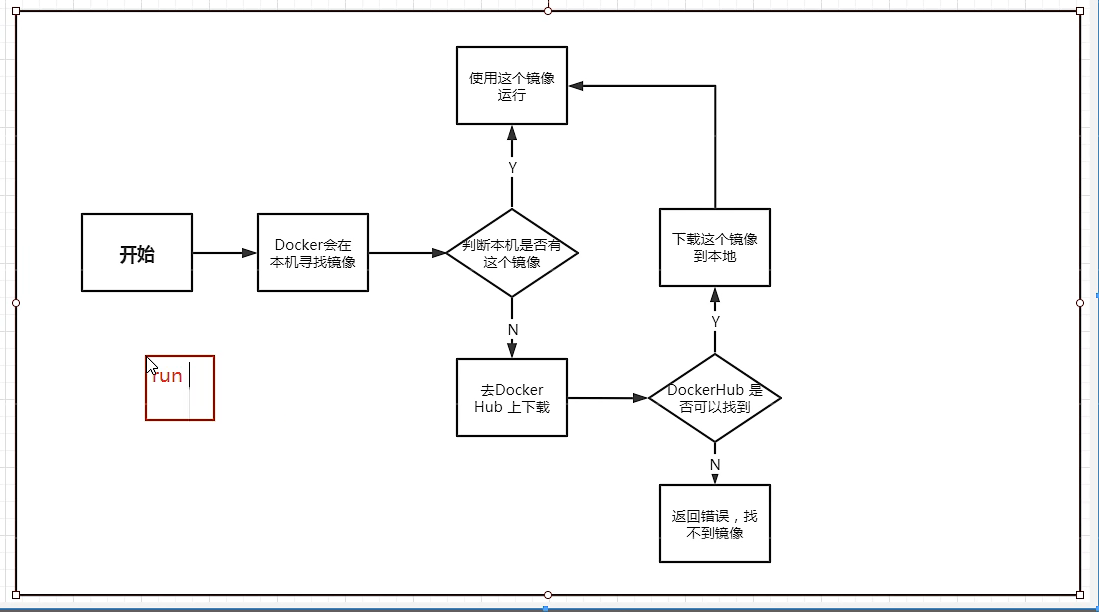 使用这个镜像
运行
Y
开始
Docker会在
本机寻找镜像
判断本机是否有
这个镜像
下载这个镜像
到本地
N
Y
run
去Docker
Hub 上下载
DockerHub 是
否可以找到
N
返回错误，找
不到镜像